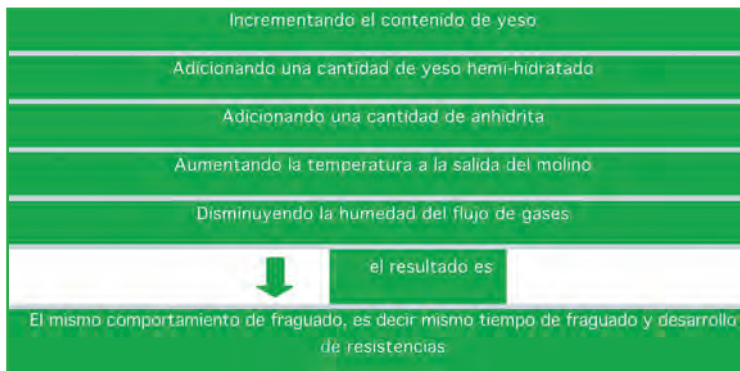 Incrementando el contenido de yeso
Adicionando una cantidad de yeso hemi-hidratado
Adicionando una cantidad de anhidrita
Aumentando la temperatura a la salida del molino
Disminuyendo la humedad del flujo de gases
el resultado es
El mismo comportamiento de fraguado, es decir mismo tiempo de fraguado y desarrollo
de resistencias